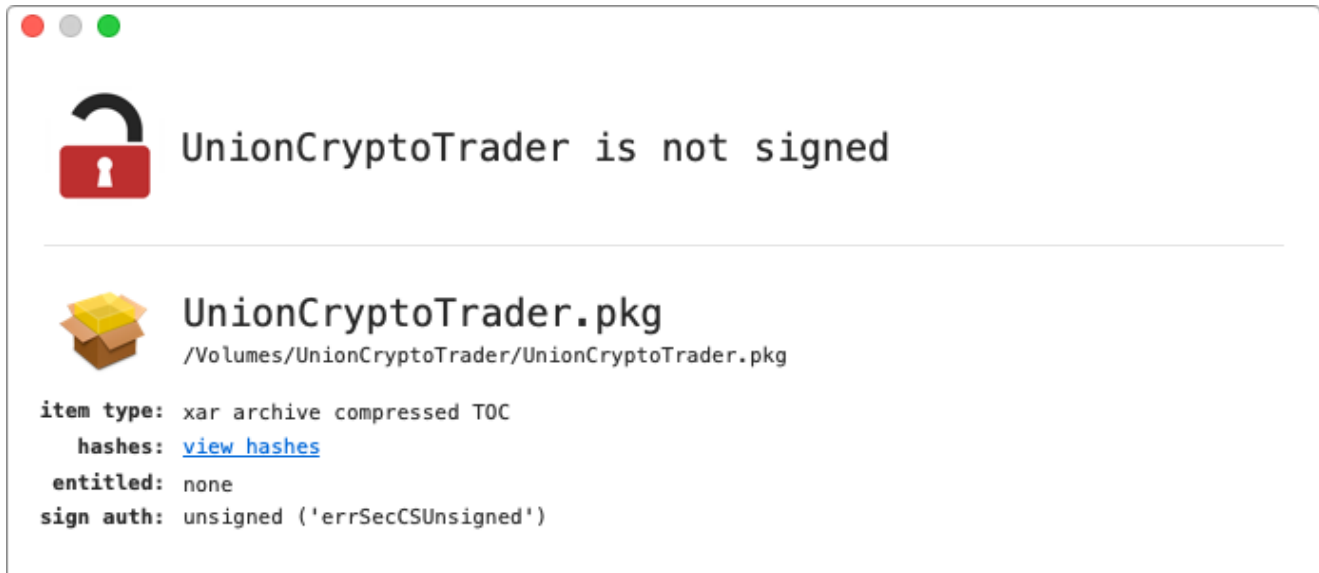 UnionCryptoTrader is not signed
UnionCryptoTrader.pkg
/Volumes/UnionCryptoTrader/UnionCryptoTrader.pkg
item type: xar archive compressed TOC
hashes: view hashes
entitled: none
sign auth: unsigned ('errSecCSUnsigned')